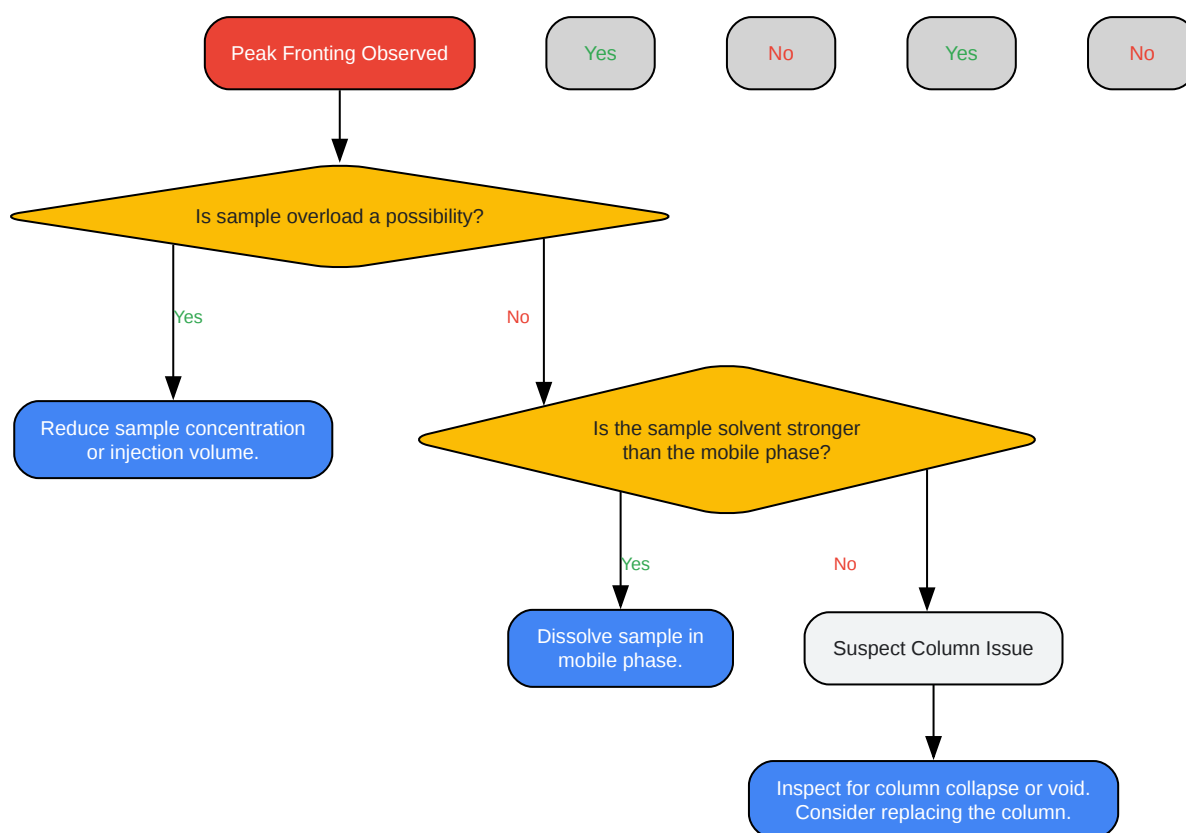 Peak Fronting Observed
Yes
No
Yes
No
Is sample overload a possibility?
Yes
No
Reduce sample concentration
or injection volume.
Is the sample solvent stronger
than the mobile phase?
Yes
No
Dissolve sample in
mobile phase.
Suspect Column Issue
Inspect for column collapse or void.
Consider replacing the column.